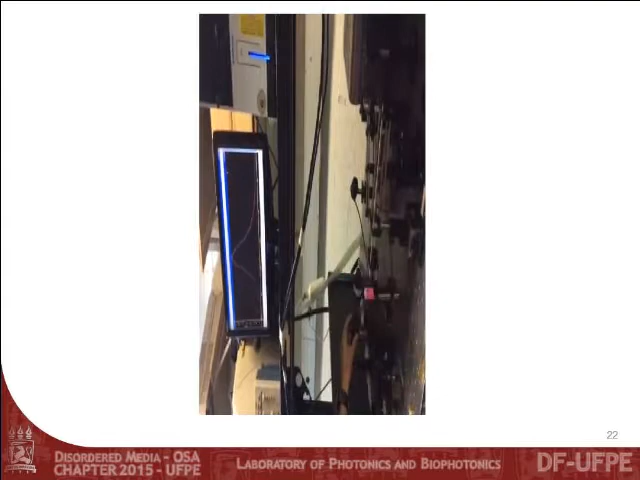 22
DISORDERED MEDIA - OSA
CHAPTER 2015 - UFPE
LABORATORY OF PHOTONICS AND BIOPHOTONICS
DF-UFPE